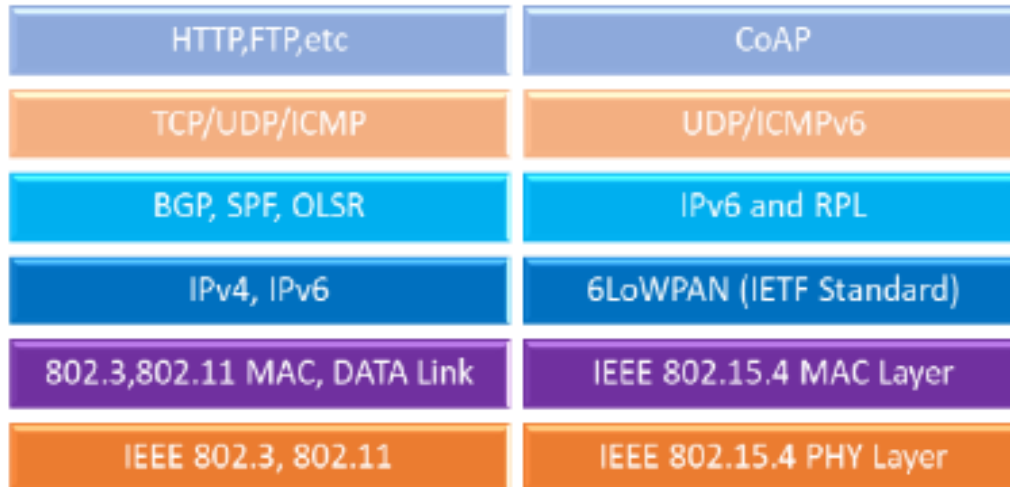 HTTP,FTP,etc
CoAP
TCP/UDP/ICMP
UDP/ICMPv6
BGP, SPF, OLSR
IPv6 and RPL
IPv4, IPv6
6LoWPAN (IETF Standard)
802.3,802.11 MAC, DATA Link
IEEE 802.15.4 MAC Layer
IEEE 802.3, 802.11
IEEE 802.15.4 PHY Layer